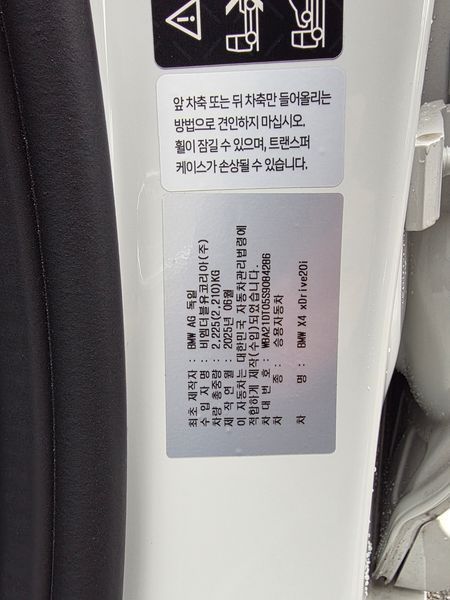 앞 차축 또는 뒤 차축만 들어올리는
방법으로 견인하지 마십시오.
휠이 잠길 수 있으며, 트랜스퍼
케이스가 손상될 수 있습니다.
최초 제작자 : BMW AG 독일
수 입 자 명 : 비엠더블유코리아(주)
차량 총중량 : 2,225(2,210)KG
제 작 연 월 : 2025년 06월
이 자동차는 대한민국 자동차관리법령에
적합하게 제작(수입)되었습니다.
차 대 번 호 : WBA21DT05S9084286
차 종 : 승용자동차
차 명 : BMW X4 xDrive20i